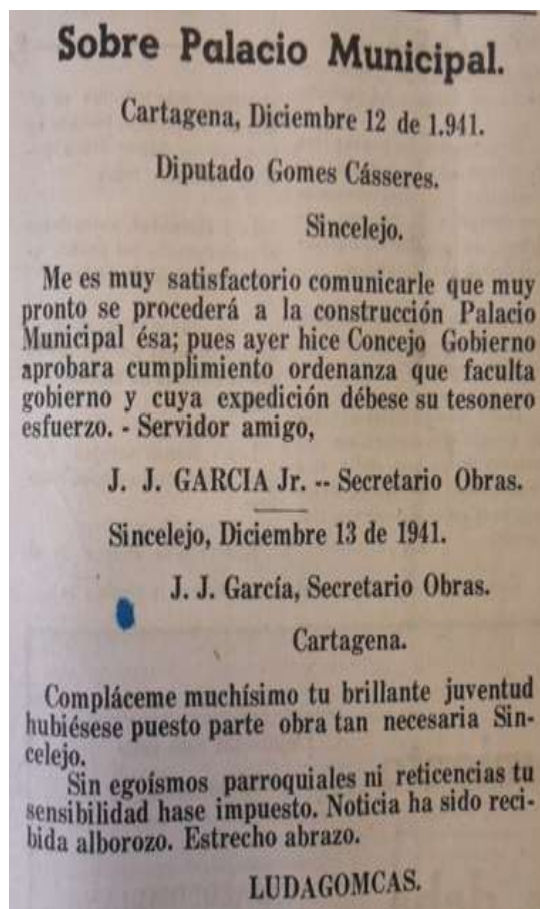 Sobre Palacio Municipal.
Cartagena, Diciembre 12 de 1.941.
Diputado Gomes Cásseres.
Sincelejo.
Me es muy satisfactorio comunicarle que muy
pronto se procederá a la construcción Palacio
Municipal ésa; pues ayer hice Concejo Gobierno
aprobara cumplimiento ordenanza que faculta
gobierno y cuya expedición débese su tesonero
esfuerzo. - Servidor amigo,
J. J. GARCIA Jr. -- Secretario Obras.
Sincelejo, Diciembre 13 de 1941.
J. J. García, Secretario Obras.
Cartagena.
Compláceme muchísimo tu brillante juventud
hubiésese puesto parte obra tan necesaria Sin-
celejo.
Sin egoísmos parroquiales ni reticencias tu
sensibilidad hase impuesto. Noticia ha sido reci-
bida alborozo. Estrecho abrazo.
LUDAGOMCAS.